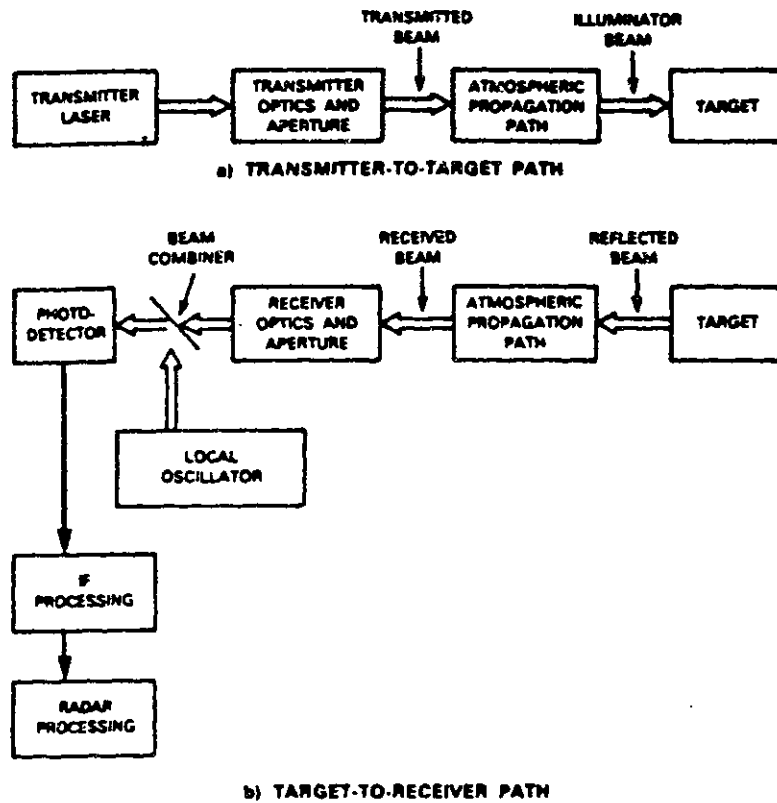 TRANSMITTED
BEAM
ILLUMINATOR
BEAM
TRANSMITTER
LASER
TRANSMITTER
OPTICS AND
APERTURE
ATMOSPHERIC
PROPAGATION
PATH
TARGET
a) TRANSMITTER-TO-TARGET PATH
BEAM
COMBINER
RECEIVED
BEAM
REFLECTED
BEAM
PHOTO-
DETECTOR
RECEIVER
OPTICS AND
APERTURE
ATMOSPHERIC
PROPAGATION
PATH
TARGET
LOCAL
OSCILLATOR
IF
PROCESSING
RADAR
PROCESSING
b) TARGET-TO-RECEIVER PATH